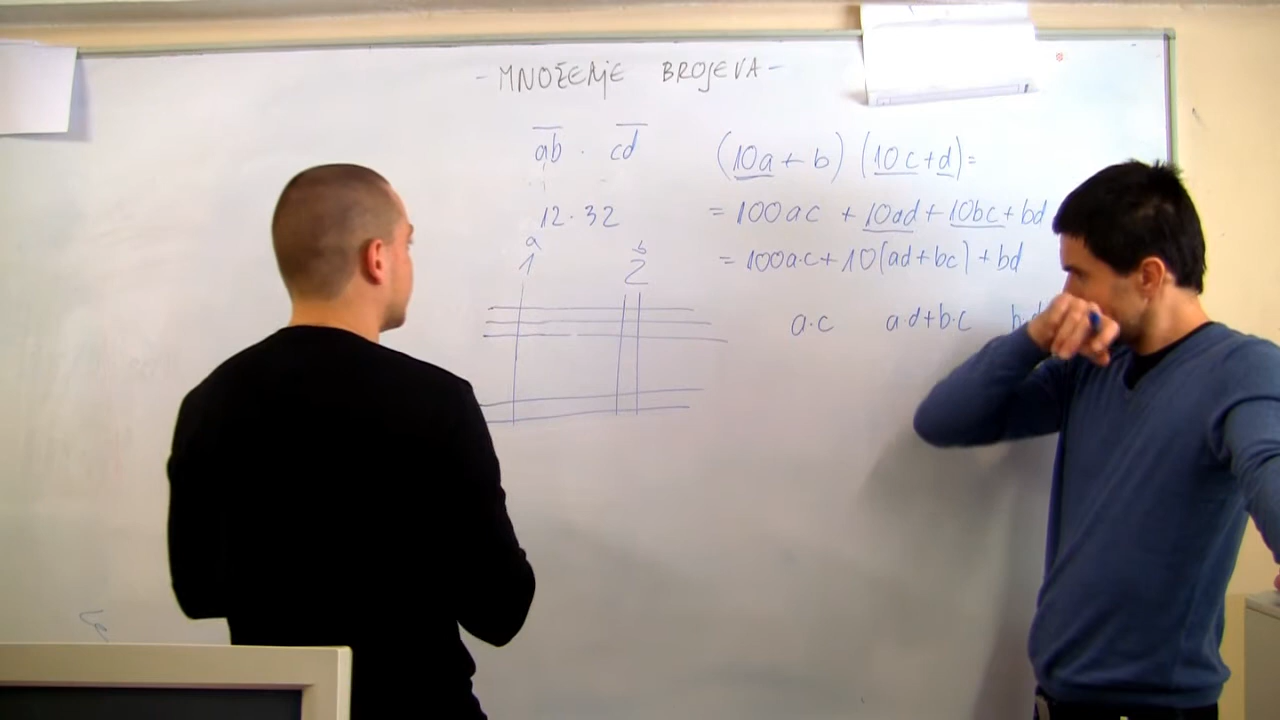 - MNOŽENJE BROJEVA -
ab · cd
12·32
a b
1 2
(10a + b) (10c + d) =
= 100ac + 10ad + 10bc + bd
= 100a·c + 10(ad + bc) + bd
a·c a·d+b·c b·d